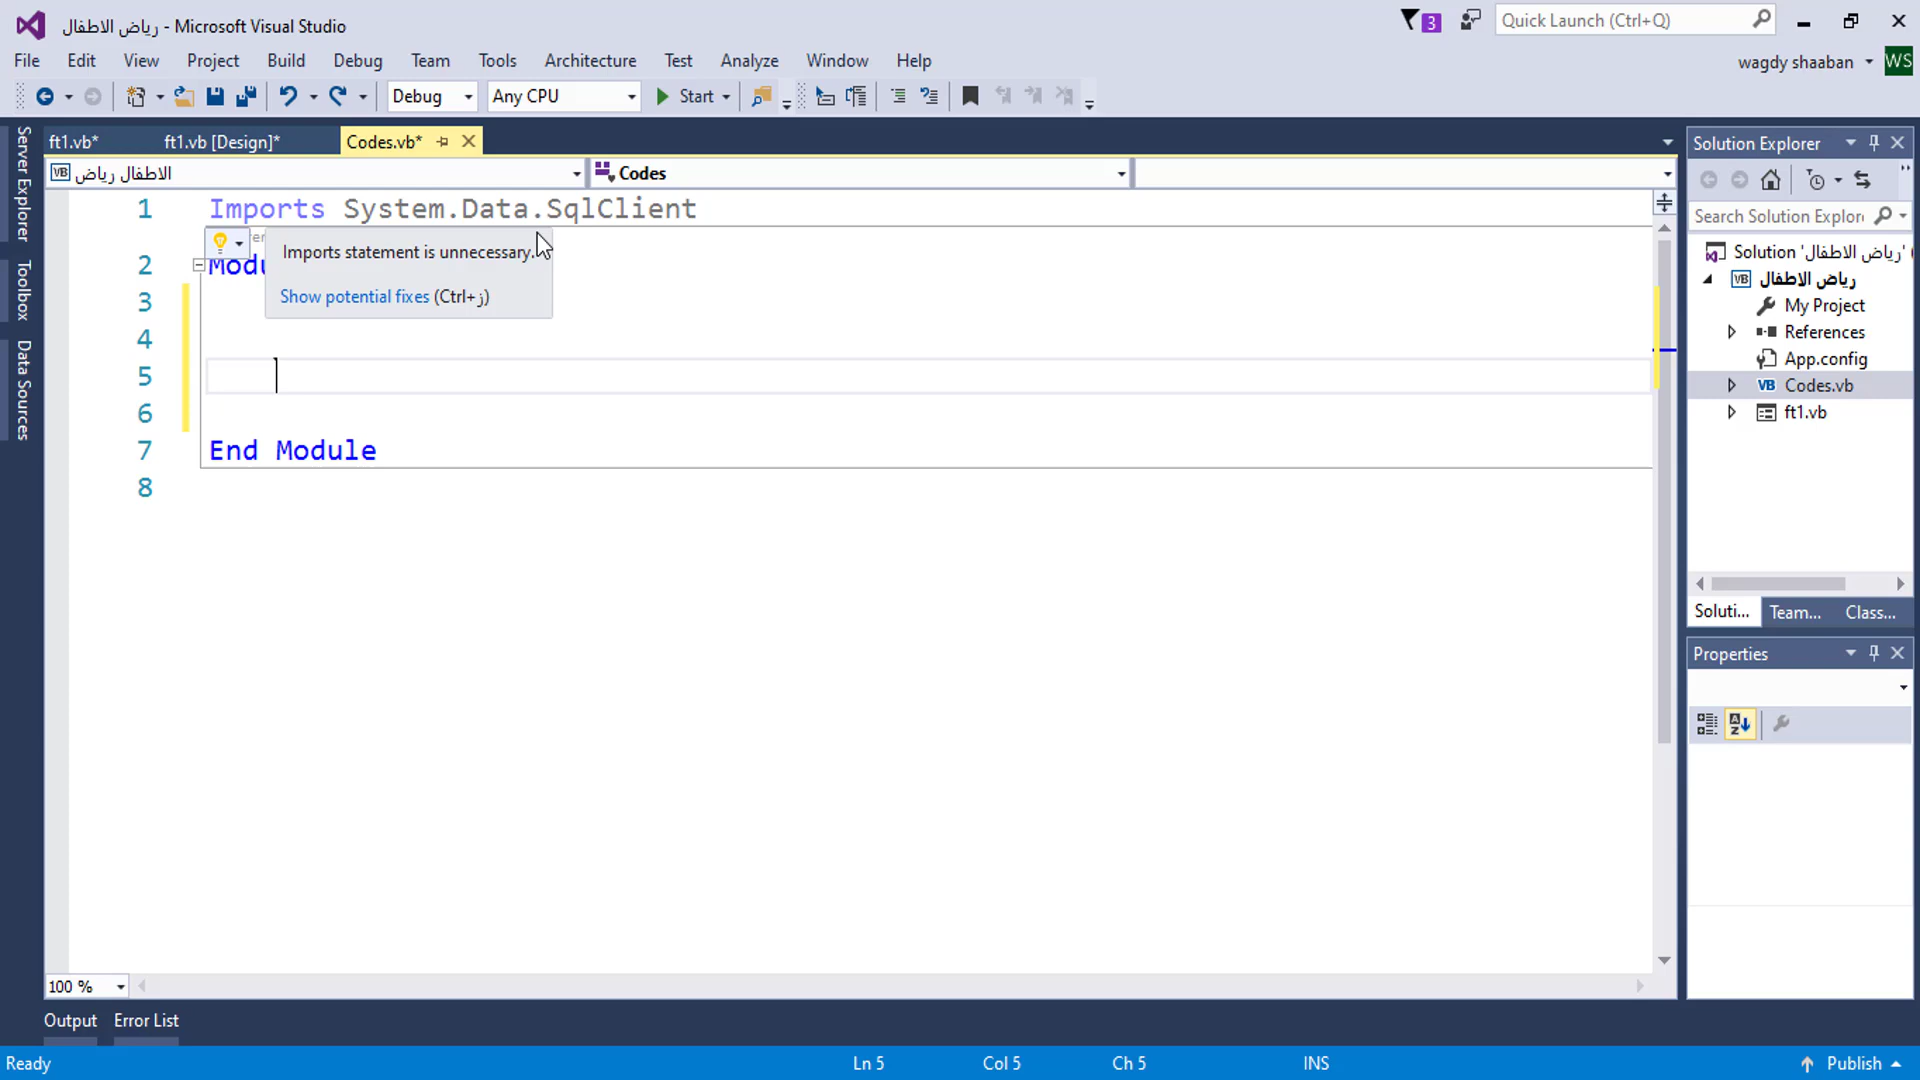 رياض الاطفال - Microsoft Visual Studio
3
Quick Launch (Ctrl+Q)
File Edit View Project Build Debug Team Tools Architecture Test Analyze Window Help
wagdy shaaban WS
Debug Any CPU Start
ft1.vb* ft1.vb [Design]* Codes.vb*
VB الاطفال رياض Codes
Server Explorer
Toolbox
Data Sources
1 Imports System.Data.SqlClient
2 Modu
Imports statement is unnecessary.
Show potential fixes (Ctrl+ز)
3
4
5
6
7 End Module
8
100 %
Output Error List
Solution Explorer
Search Solution Explor
Solution 'رياض الاطفال' (
VB رياض الاطفال
My Project
References
App.config
VB Codes.vb
ft1.vb
Soluti... Team... Class...
Properties
Ready Ln 5 Col 5 Ch 5 INS Publish